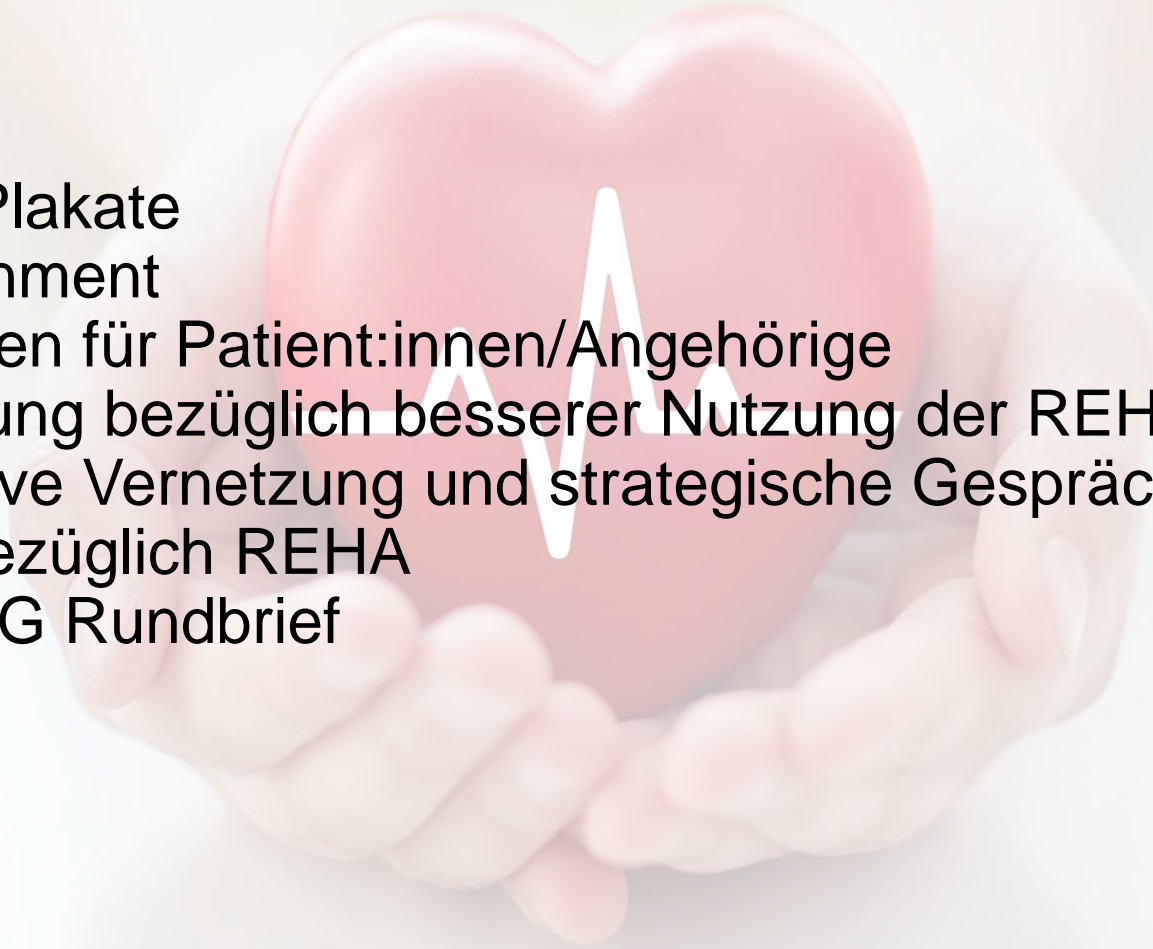 Plakate
nment
en für Patient:innen/Angehörige
ung bezüglich besserer Nutzung der REH
ve Vernetzung und strategische Gespräc
ezüglich REHA
G Rundbrief